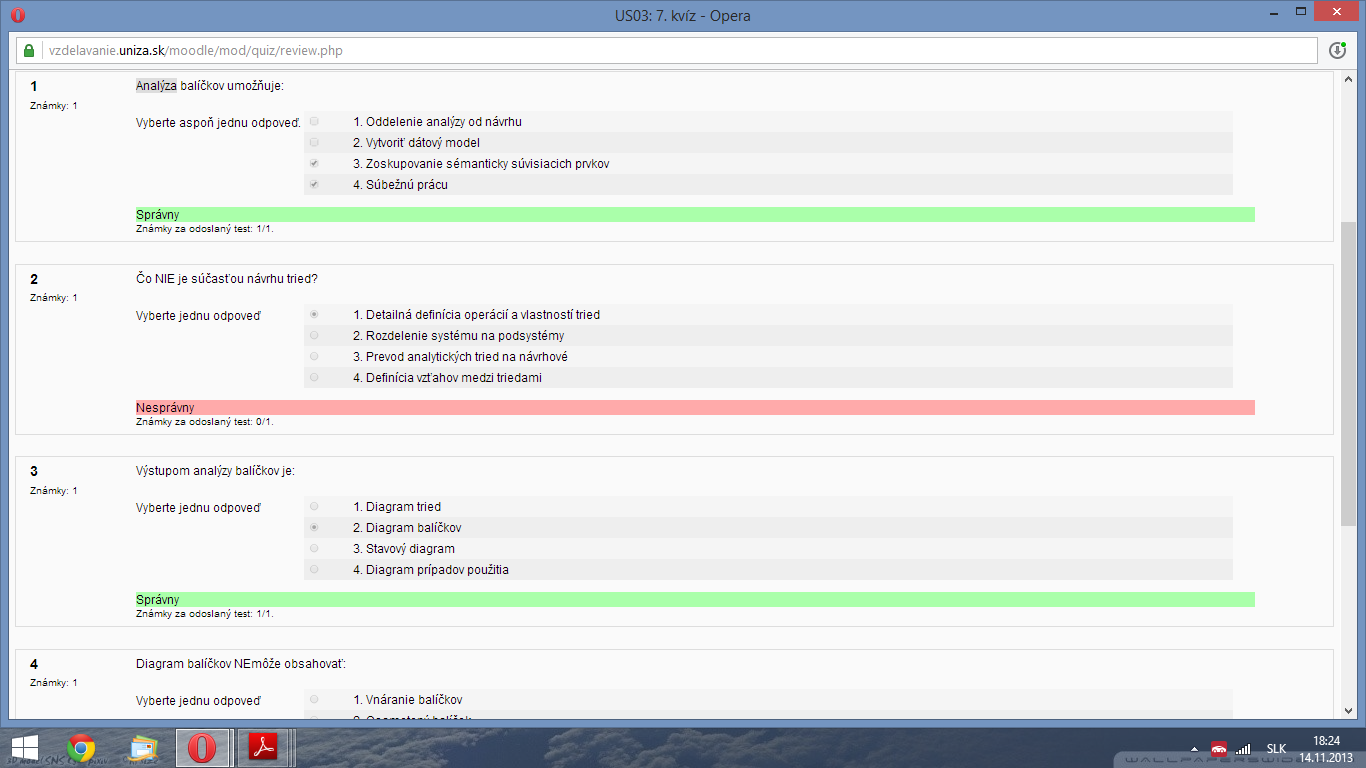 US03: 7. kvíz - Opera
vzdelavanie.uniza.sk/moodle/mod/quiz/review.php
1
Známky: 1
Analýza balíčkov umožňuje:
Vyberte aspoň jednu odpoveď.
1. Oddelenie analýzy od návrhu
2. Vytvoriť dátový model
3. Zoskupovanie sémanticky súvisiacich prvkov
4. Súbežnú prácu
Správny
Známky za odoslaný test: 1/1.
2
Známky: 1
Čo NIE je súčasťou návrhu tried?
Vyberte jednu odpoveď
1. Detailná definícia operácií a vlastností tried
2. Rozdelenie systému na podsystémy
3. Prevod analytických tried na návrhové
4. Definícia vzťahov medzi triedami
Nesprávny
Známky za odoslaný test: 0/1.
3
Známky: 1
Výstupom analýzy balíčkov je:
Vyberte jednu odpoveď
1. Diagram tried
2. Diagram balíčkov
3. Stavový diagram
4. Diagram prípadov použitia
Správny
Známky za odoslaný test: 1/1.
4
Známky: 1
Diagram balíčkov NEmôže obsahovať:
Vyberte jednu odpoveď
1. Vnáranie balíčkov
SLK
18:24
14.11.2013